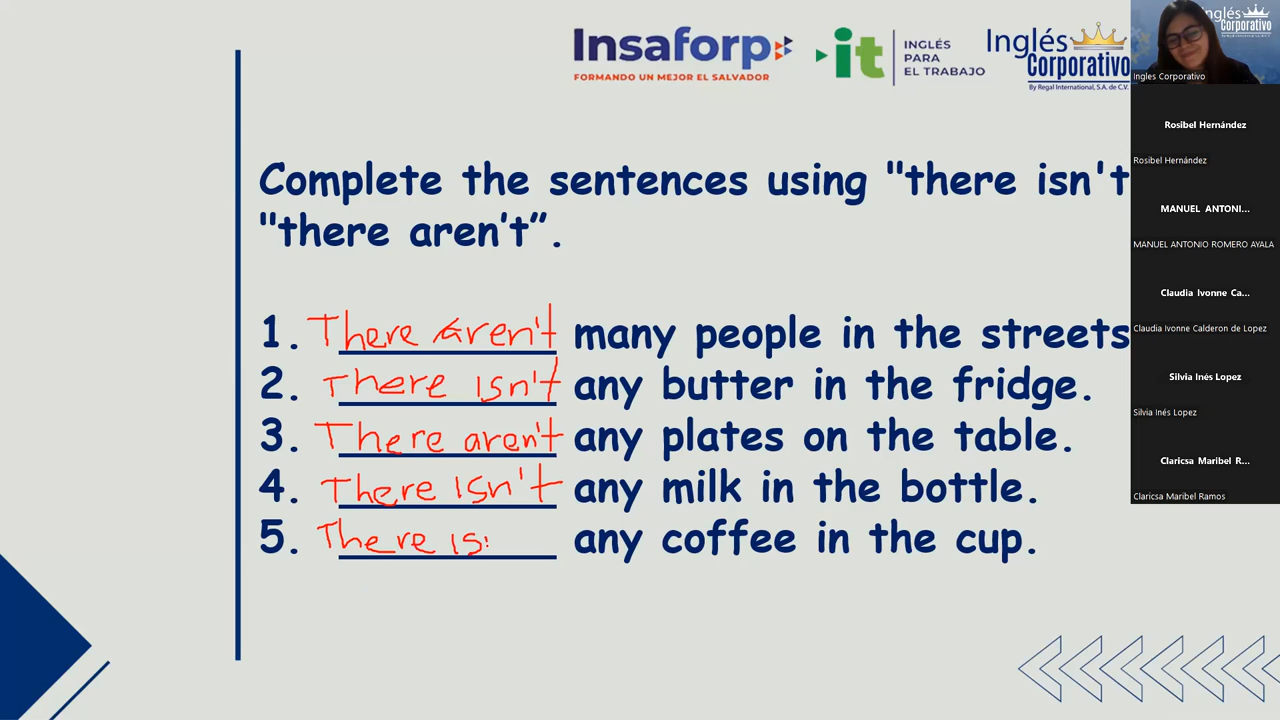 Insaforp
FORMANDO UN MEJOR EL SALVADOR
it
INGLÉS
PARA
EL TRABAJO
Inglés
Corporativo
By Regal International, S.A. de C.V.
nglés
Corporativo
Ingles Corporativo
Rosibel Hernández
Rosibel Hernández
MANUEL ANTONI...
MANUEL ANTONIO ROMERO AYALA
Claudia Ivonne Ca...
Claudia Ivonne Calderon de Lopez
Silvia Inés Lopez
Silvia Inés Lopez
Claricsa Maribel R...
Claricsa Maribel Ramos
Complete the sentences using "there isn't
"there aren't”.
1. There aren't many people in the streets
2. There isn't any butter in the fridge.
3. There aren't any plates on the table.
4. There isn't any milk in the bottle.
5. There is any coffee in the cup.